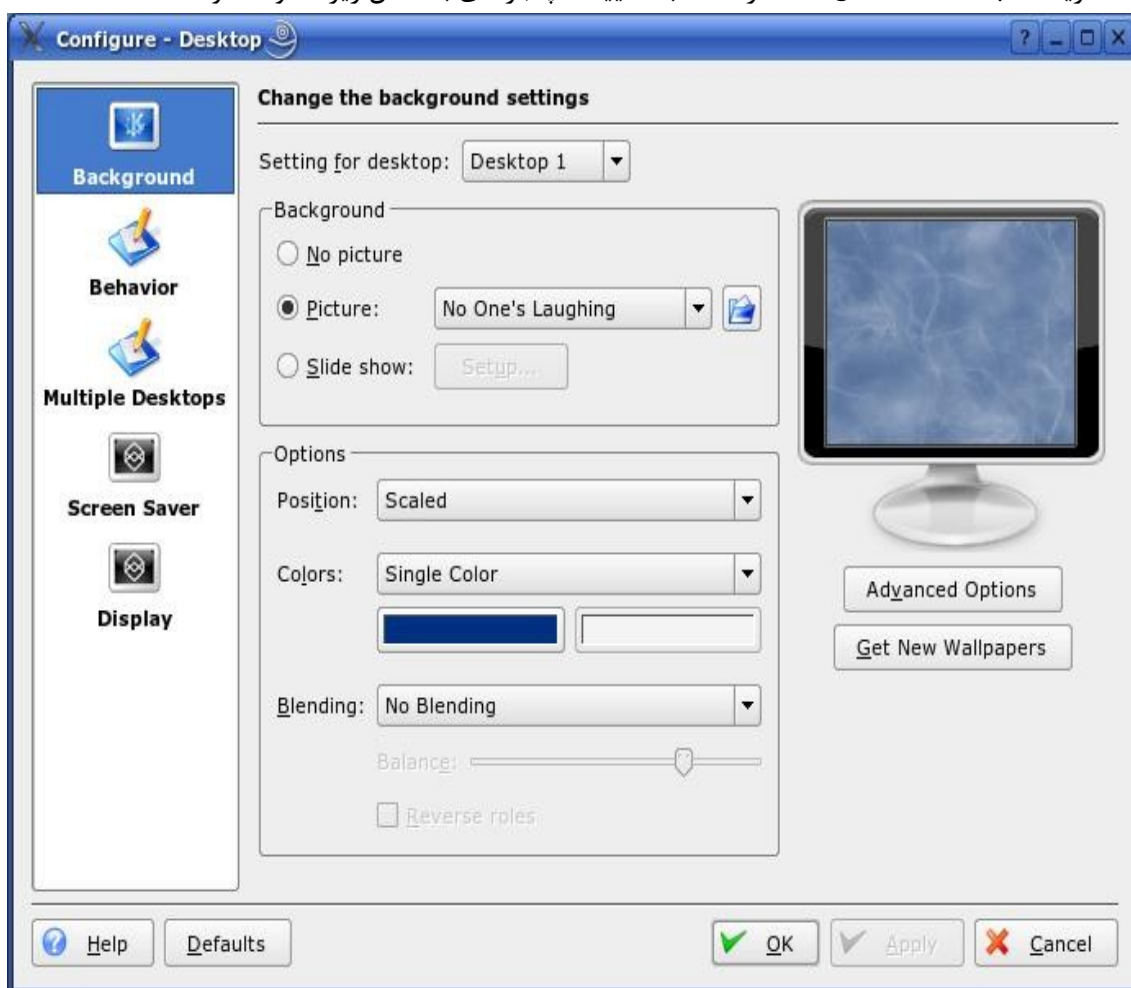 Configure - Desktop
Change the background settings
Background
Behavior
Multiple Desktops
Screen Saver
Display
Setting for desktop: Desktop 1
Background
No picture
Picture: No One's Laughing
Slide show: Setup...
Options
Position: Scaled
Colors: Single Color
Blending: No Blending
Balance:
Reverse roles
Advanced Options
Get New Wallpapers
Help
Defaults
OK
Apply
Cancel